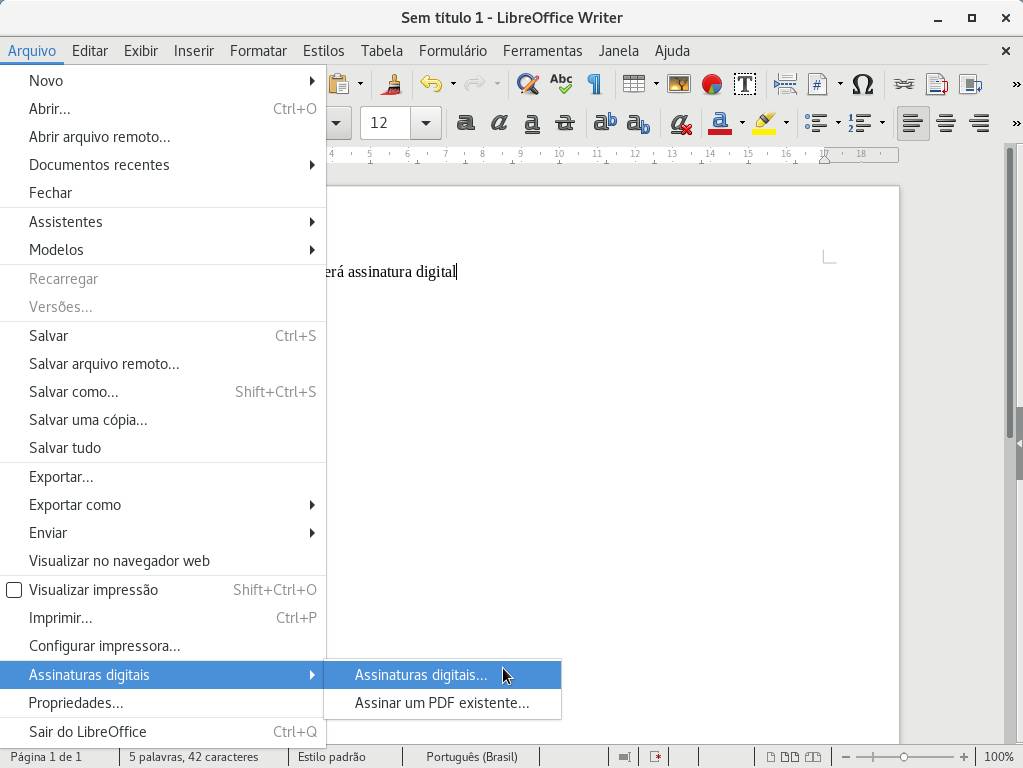 Sem título 1 - LibreOffice Writer
Arquivo Editar Exibir Inserir Formatar Estilos Tabela Formulário Ferramentas Janela Ajuda
Novo
Abrir... Ctrl+O
Abrir arquivo remoto...
Documentos recentes
Fechar
Assistentes
Modelos
Recarregar
Versões...
Salvar Ctrl+S
Salvar arquivo remoto...
Salvar como... Shift+Ctrl+S
Salvar uma cópia...
Salvar tudo
Exportar...
Exportar como
Enviar
Visualizar no navegador web
Visualizar impressão Shift+Ctrl+O
Imprimir... Ctrl+P
Configurar impressora...
Assinaturas digitais
Propriedades...
Sair do LibreOffice Ctrl+Q
Assinaturas digitais...
Assinar um PDF existente...
Abc
12
4 5 6 7 8 9 10 11 12 13 14 15 16 17 18
erá assinatura digital
Página 1 de 1 5 palavras, 42 caracteres Estilo padrão Português (Brasil) 100%